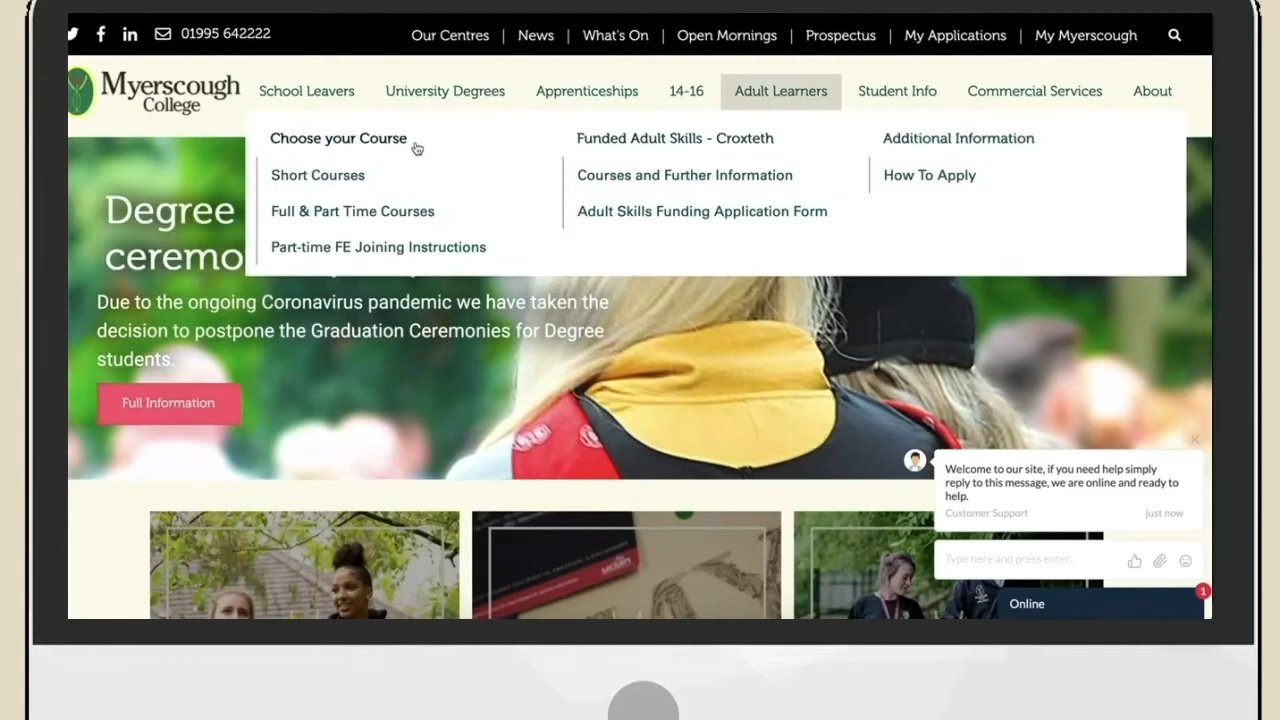 01995 642222
Our Centres | News | What's On | Open Mornings | Prospectus | My Applications | My Myerscough
Myerscough
College
School Leavers University Degrees Apprenticeships 14-16 Adult Learners Student Info Commercial Services About
Choose your Course
Short Courses
Full & Part Time Courses
Part-time FE Joining Instructions
Funded Adult Skills - Croxteth
Courses and Further Information
Adult Skills Funding Application Form
Additional Information
How To Apply
Degree
ceremo
Due to the ongoing Coronavirus pandemic we have taken the
decision to postpone the Graduation Ceremonies for Degree
students.
Full Information
Welcome to our site, if you need help simply
reply to this message, we are online and ready to
help.
Customer Support Just now
Type here and press enter..
Online
1